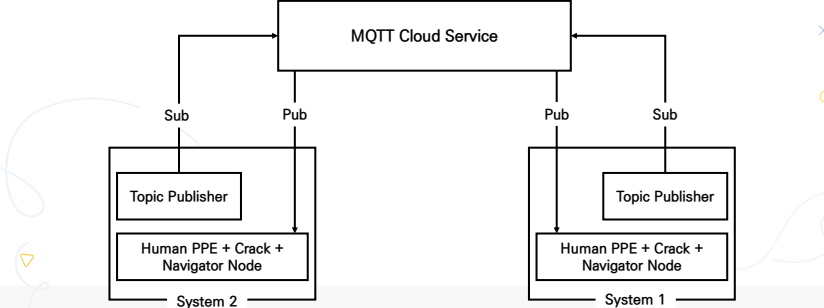 MQTT Cloud Service
Sub
Pub
Pub
Sub
Topic Publisher
Topic Publisher
Human PPE + Crack +
Navigator Node
Human PPE + Crack +
Navigator Node
System 2
System 1